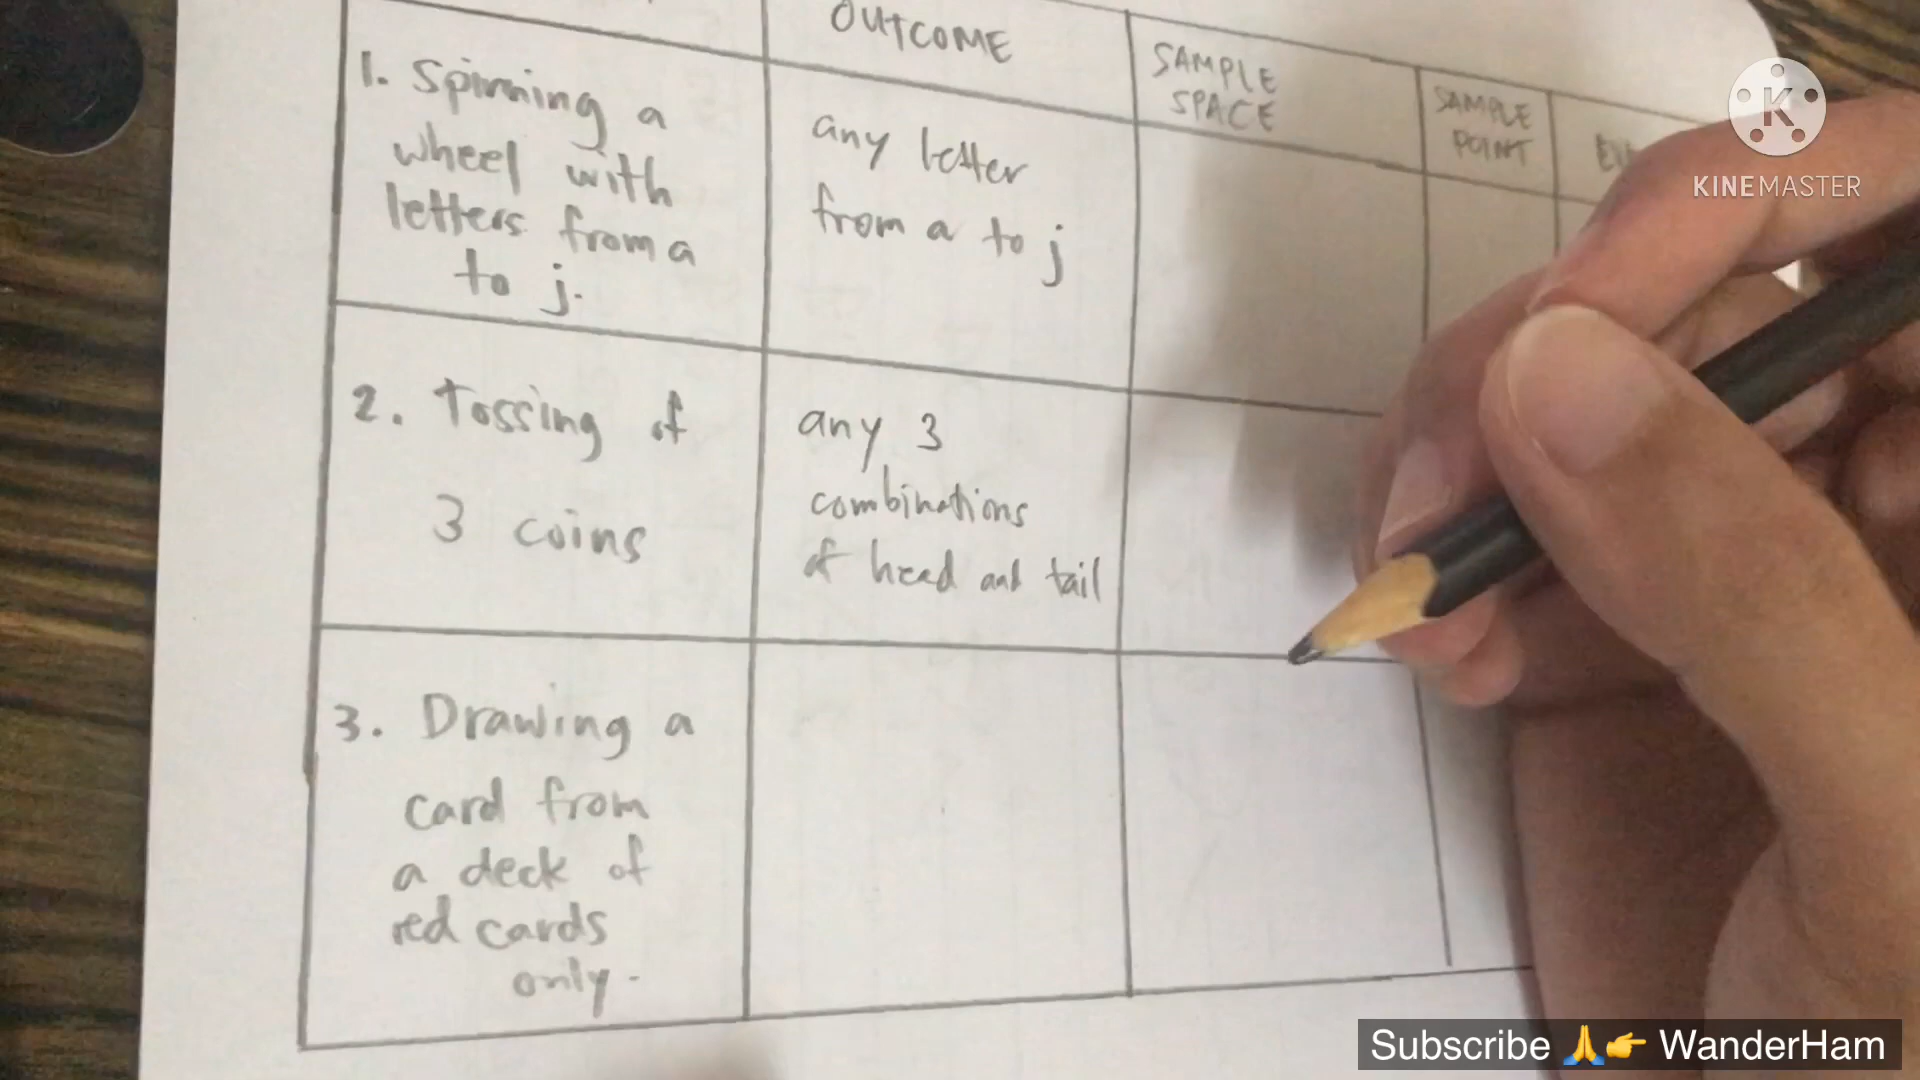 OUTCOME
SAMPLE
SPACE
SAMPLE
POINT
1. Spinning a
wheel with
letters from a
to j.
any letter
from a to j
2. Tossing of
3 coins
any 3
combinations
of head and tail
3. Drawing a
card from
a deck of
red cards
only.
K
KINEMASTER
Subscribe 🙏👉 WanderHam